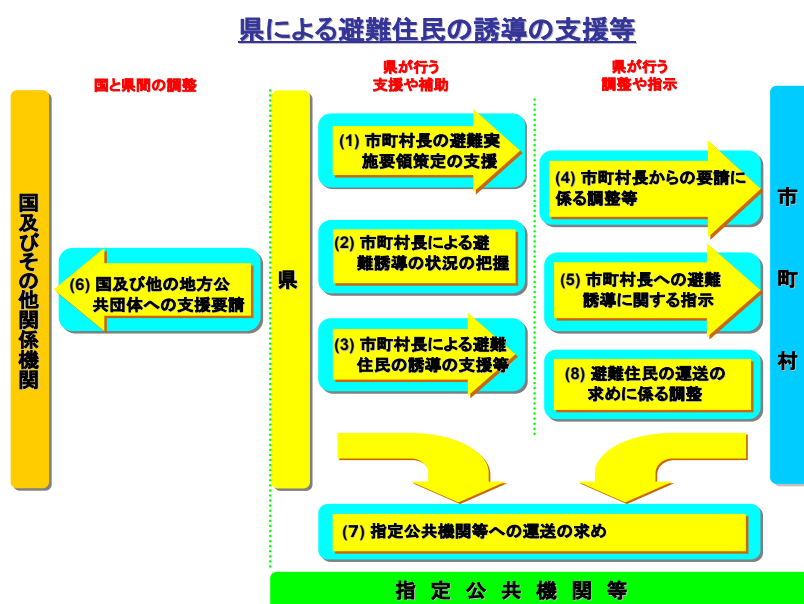 県による避難住民の誘導の支援等
国と県間の調整
県が行う
支援や補助
県が行う
調整や指示
国及びその他関係機関
県
市町村
(1) 市町村長の避難実
施要領策定の支援
(2) 市町村長による避
難誘導の状況の把握
(3) 市町村長による避難
住民の誘導の支援等
(4) 市町村長からの要請に
係る調整等
(5) 市町村長への避難
誘導に関する指示
(6) 国及び他の地方公
共団体への支援要請
(8) 避難住民の運送の
求めに係る調整
(7) 指定公共機関等への運送の求め
指定公共機関等